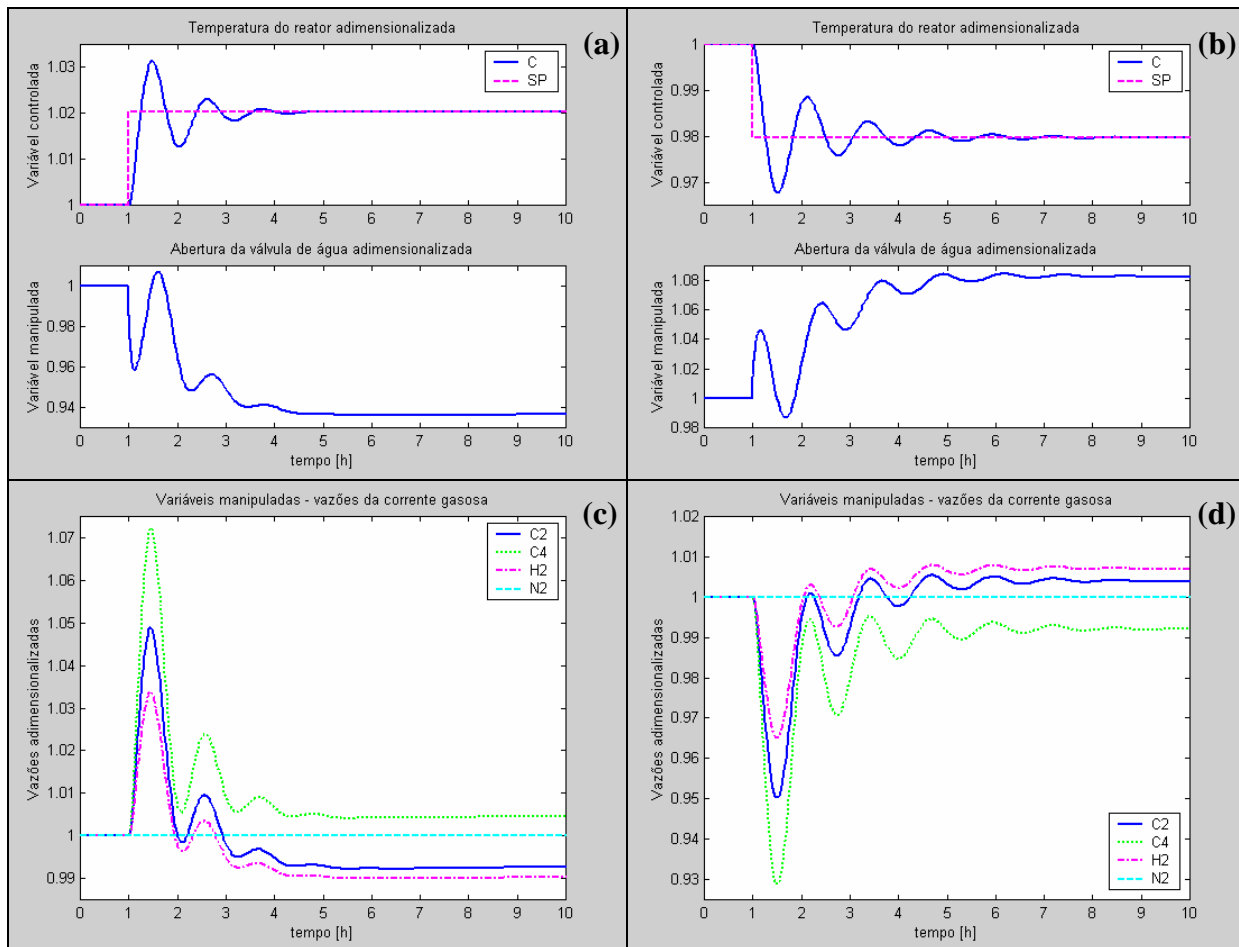 Temperatura do reator adimensionalizada
(a)
Variável controlada
1.03
1.02
1.01
1
C
SP
0 1 2 3 4 5 6 7 8 9 10
Abertura da válvula de água adimensionalizada
Variável manipulada
1
0.98
0.96
0.94
0 1 2 3 4 5 6 7 8 9 10
tempo [h]
Temperatura do reator adimensionalizada
(b)
Variável controlada
1
0.99
0.98
0.97
C
SP
0 1 2 3 4 5 6 7 8 9 10
Abertura da válvula de água adimensionalizada
Variável manipulada
1.08
1.06
1.04
1.02
1.00
0.98
0 1 2 3 4 5 6 7 8 9 10
tempo [h]
Variáveis manipuladas - vazões da corrente gasosa
(c)
Vazões adimensionalizadas
1.07
1.06
1.05
1.04
1.03
1.02
1.01
1
0.99
C2
C4
H2
N2
0 1 2 3 4 5 6 7 8 9 10
tempo [h]
Variáveis manipuladas - vazões da corrente gasosa
(d)
Vazões adimensionalizadas
1.02
1.01
1
0.99
0.98
0.97
0.96
0.95
0.94
0.93
C2
C4
H2
N2
0 1 2 3 4 5 6 7 8 9 10
tempo [h]